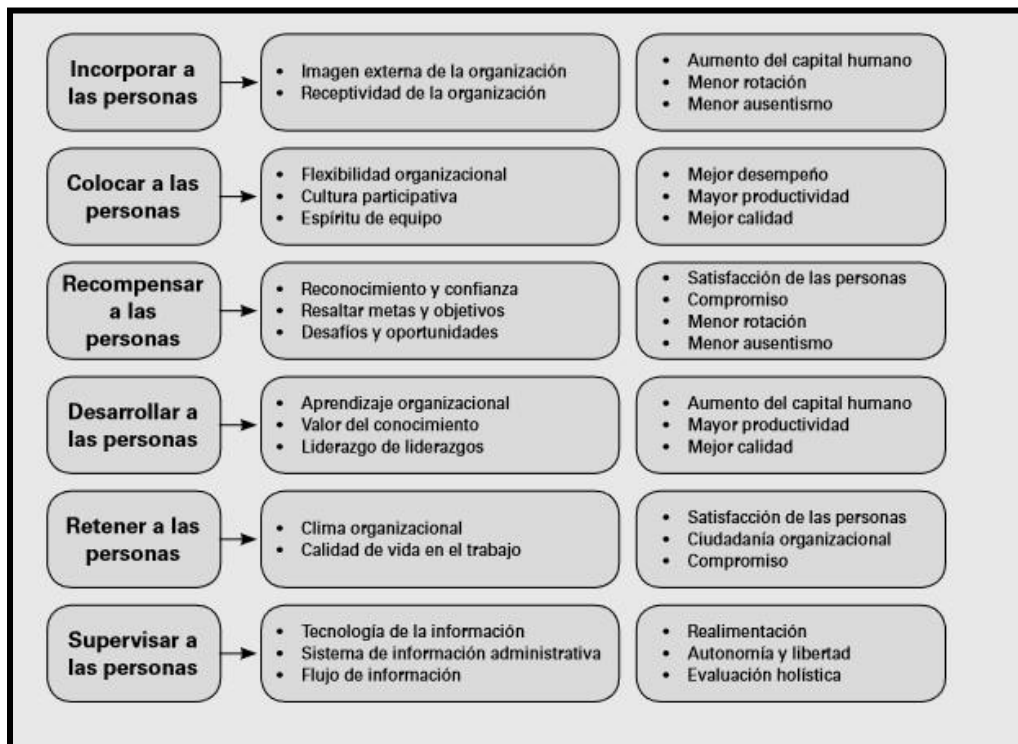 Incorporar a
las personas
• Imagen externa de la organización
• Receptividad de la organización
• Aumento del capital humano
• Menor rotación
• Menor ausentismo
Colocar a las
personas
• Flexibilidad organizacional
• Cultura participativa
• Espíritu de equipo
• Mejor desempeño
• Mayor productividad
• Mejor calidad
Recompensar
a las
personas
• Reconocimiento y confianza
• Resaltar metas y objetivos
• Desafíos y oportunidades
• Satisfacción de las personas
• Compromiso
• Menor rotación
• Menor ausentismo
Desarrollar a
las personas
• Aprendizaje organizacional
• Valor del conocimiento
• Liderazgo de liderazgos
• Aumento del capital humano
• Mayor productividad
• Mejor calidad
Retener a las
personas
• Clima organizacional
• Calidad de vida en el trabajo
• Satisfacción de las personas
• Ciudadanía organizacional
• Compromiso
Supervisar a
las personas
• Tecnología de la información
• Sistema de información administrativa
• Flujo de información
• Realimentación
• Autonomía y libertad
• Evaluación holística